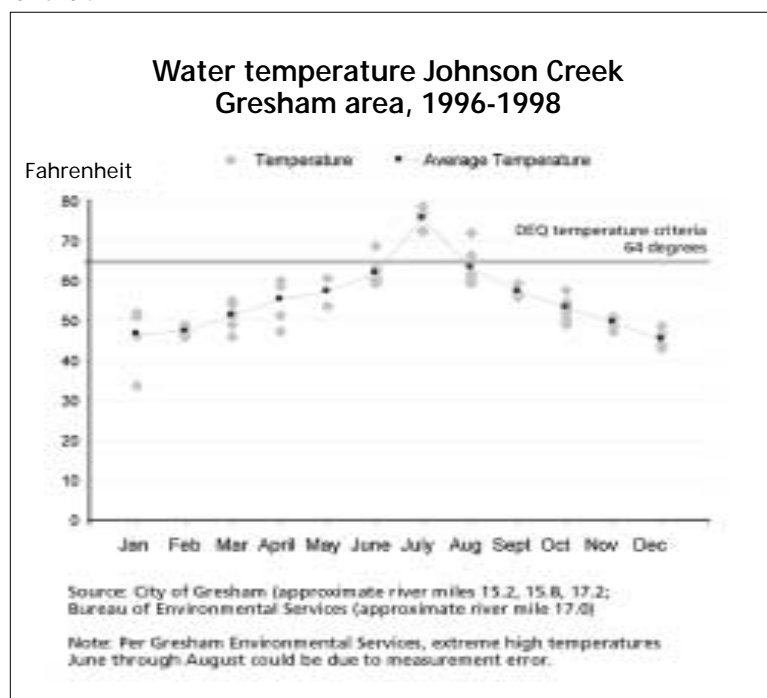 Water temperature Johnson Creek
Gresham area, 1996-1998
Fahrenheit
Temperature
Average Temperature
80
70
60
50
40
30
20
10
0
DEQ temperature criteria
64 degrees
Jan Feb Mar April May June July Aug Sept Oct Nov Dec
Source: City of Gresham (approximate river miles 15.2, 15.8, 17.2;
Bureau of Environmental Services (approximate river mile 17.0)
Note: Per Gresham Environmental Services, extreme high temperatures
June through August could be due to measurement error.